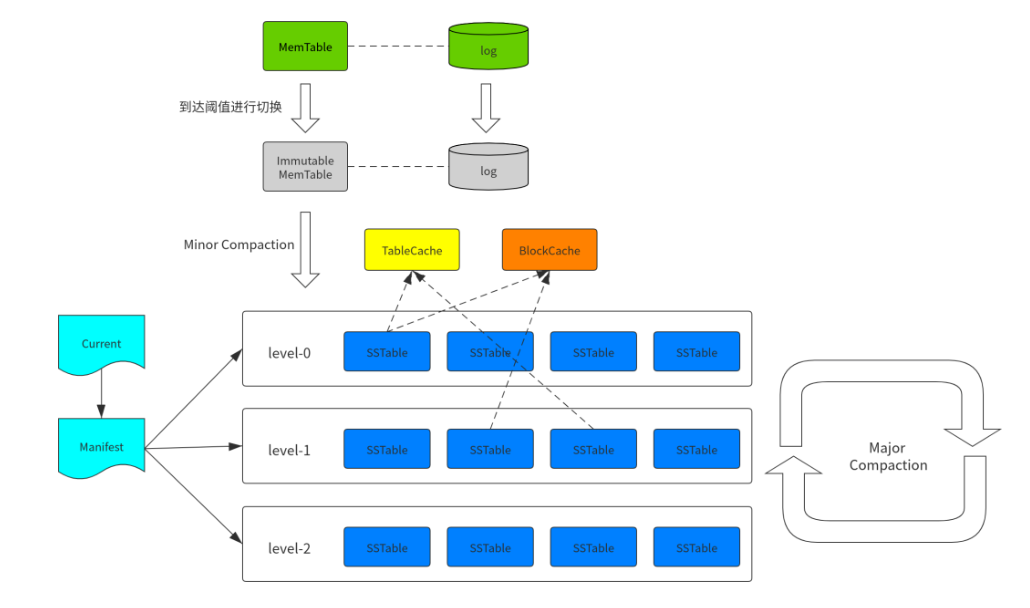 MemTable
log
到达阈值进行切换
Immutable
MemTable
log
Minor Compaction
TableCache
BlockCache
Current
level-0
SSTable
SSTable
SSTable
SSTable
Manifest
level-1
SSTable
SSTable
SSTable
SSTable
Major
Compaction
level-2
SSTable
SSTable
SSTable
SSTable